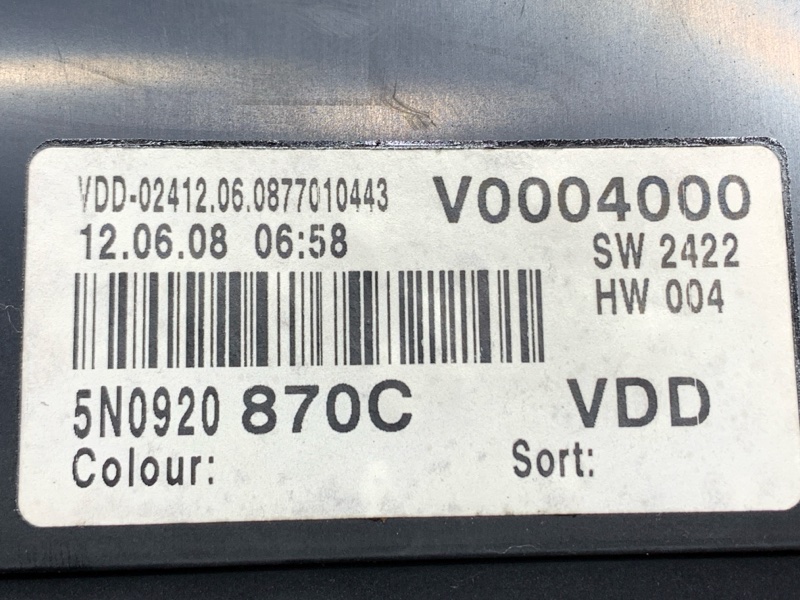 VDD-02412.06.0877010443 V0004000
12.06.08 06:58 SW 2422
HW 004
5N0920 870C VDD
Colour: Sort: